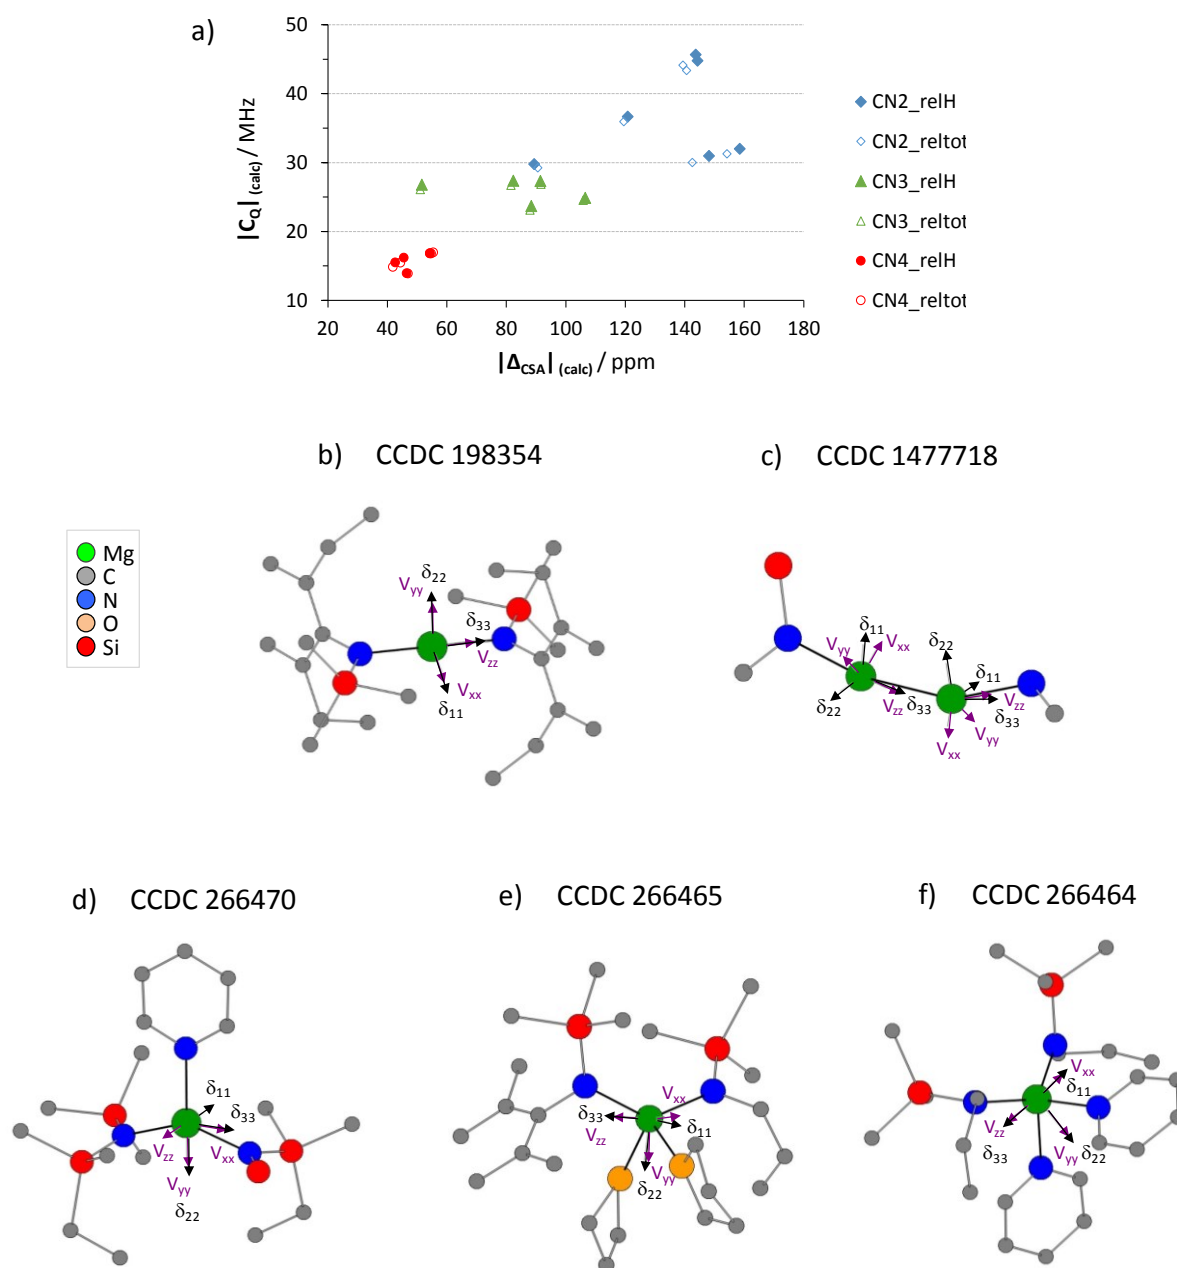 a)
50
40
30
20
10
|C_Q| (calc) / MHz
20 40 60 80 100 120 140 160 180
|Δ_CSA| (calc) / ppm
CN2_relH
CN2_reltot
CN3_relH
CN3_reltot
CN4_relH
CN4_reltot
b) CCDC 198354
c) CCDC 1477718
Mg
C
N
O
Si
δ22
Vyy
δ33
Vzz
Vxx
δ11
δ11
Vxx
Vyy
δ22
δ22
Vzz
δ33
δ11
Vzz
δ33
Vyy
Vxx
d) CCDC 266470
e) CCDC 266465
f) CCDC 266464
δ11
δ33
Vzz
Vxx
Vyy
δ22
Vxx
δ33
δ11
Vzz
Vyy
δ22
Vxx
δ11
Vzz
δ33
Vyy
δ22